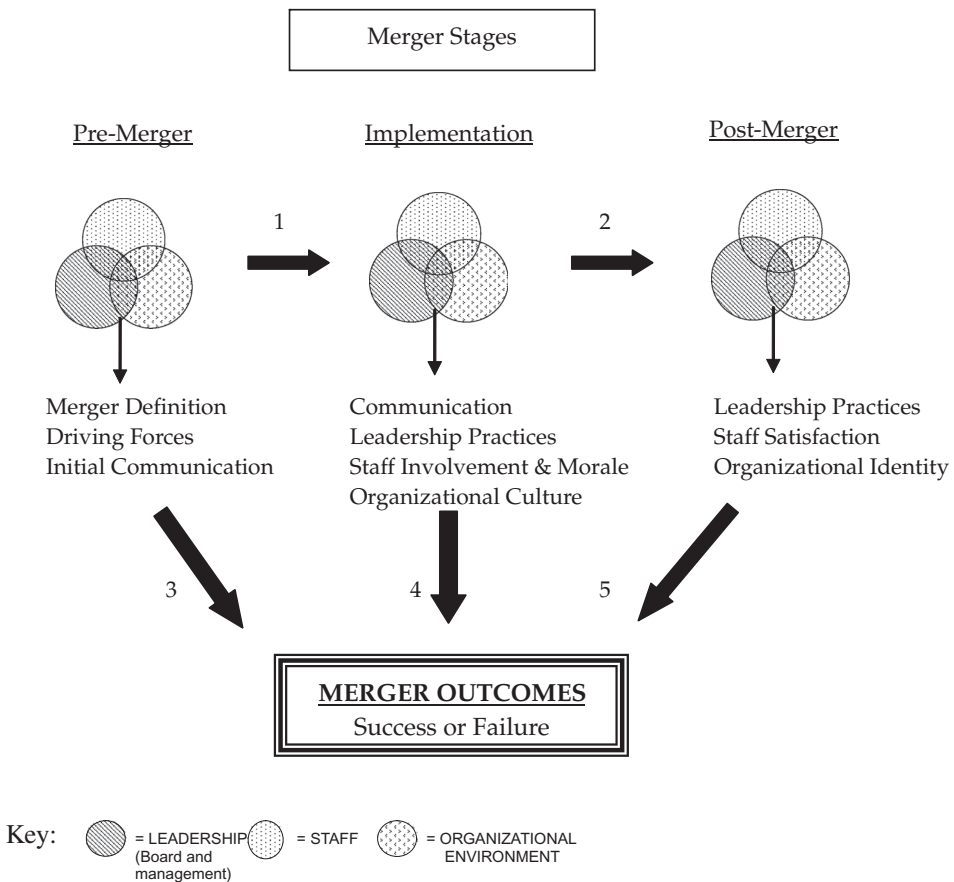 Merger Stages
Pre-Merger
Implementation
Post-Merger
1
2
Merger Definition
Driving Forces
Initial Communication
Communication
Leadership Practices
Staff Involvement & Morale
Organizational Culture
Leadership Practices
Staff Satisfaction
Organizational Identity
3
4
5
MERGER OUTCOMES
Success or Failure
Key:
= LEADERSHIP
(Board and
management)
= STAFF
= ORGANIZATIONAL
ENVIRONMENT